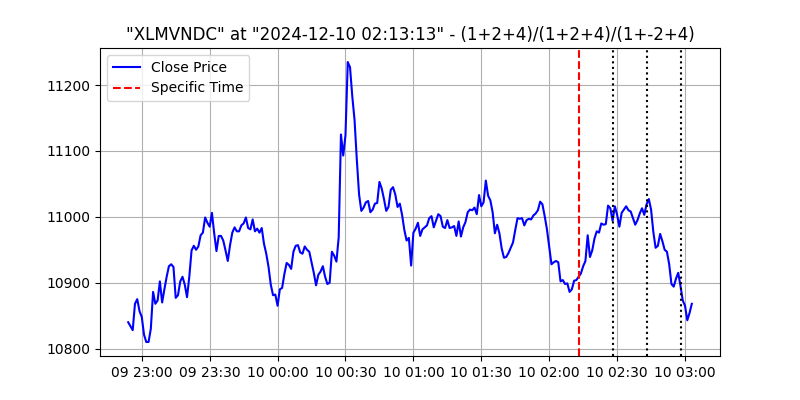 "XLMVNDC" at "2024-12-10 02:13:13" - (1+2+4)/(1+2+4)/(1+-2+4)
Close Price
Specific Time
11200
11100
11000
10900
10800
09 23:00 09 23:30 10 00:00 10 00:30 10 01:00 10 01:30 10 02:00 10 02:30 10 03:00